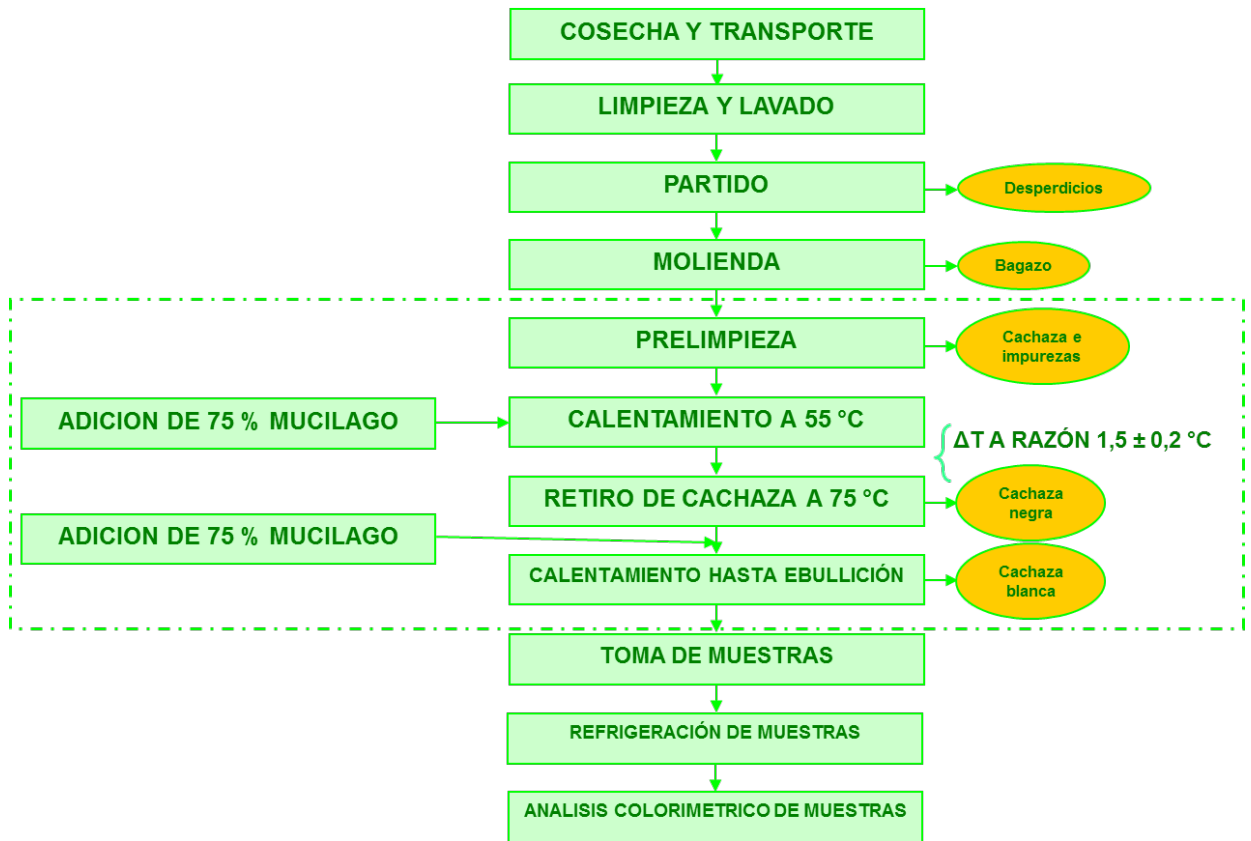 COSECHA Y TRANSPORTE
LIMPIEZA Y LAVADO
PARTIDO
Desperdicios
MOLIENDA
Bagazo
PRELIMPIEZA
Cachaza e
impurezas
ADICION DE 75 % MUCILAGO
CALENTAMIENTO A 55 °C
ΔT A RAZÓN 1,5 ± 0,2 °C
RETIRO DE CACHAZA A 75 °C
Cachaza
negra
ADICION DE 75 % MUCILAGO
CALENTAMIENTO HASTA EBULLICIÓN
Cachaza
blanca
TOMA DE MUESTRAS
REFRIGERACIÓN DE MUESTRAS
ANALISIS COLORIMETRICO DE MUESTRAS